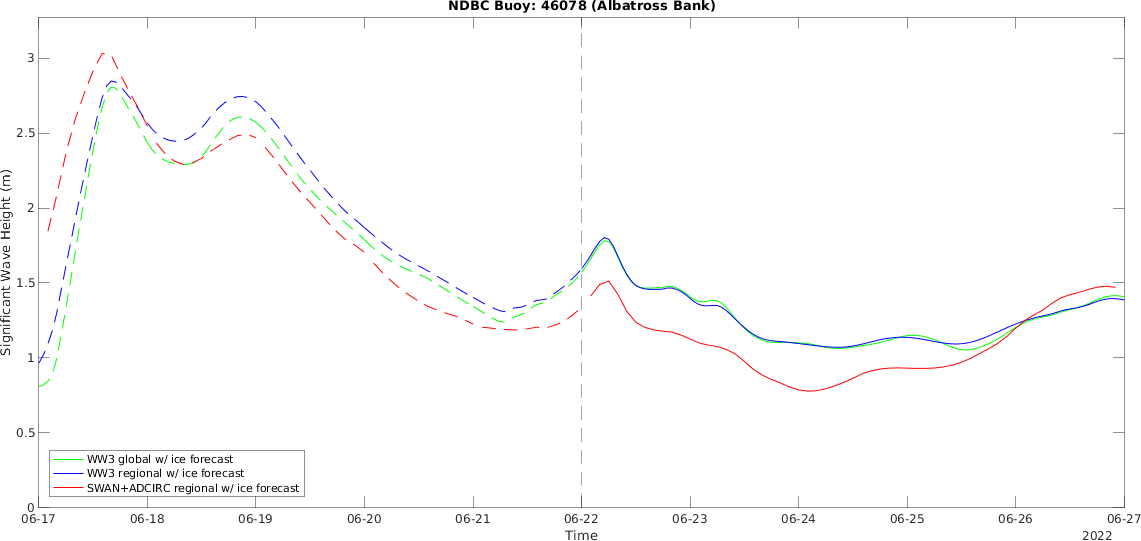 NDBC Buoy: 46078 (Albatross Bank)
Significant Wave Height (m)
3
2.5
2
1.5
1
0.5
0
WW3 global w/ ice forecast
WW3 regional w/ ice forecast
SWAN+ADCIRC regional w/ ice forecast
06-17 06-18 06-19 06-20 06-21 06-22 06-23 06-24 06-25 06-26 06-27
Time
2022